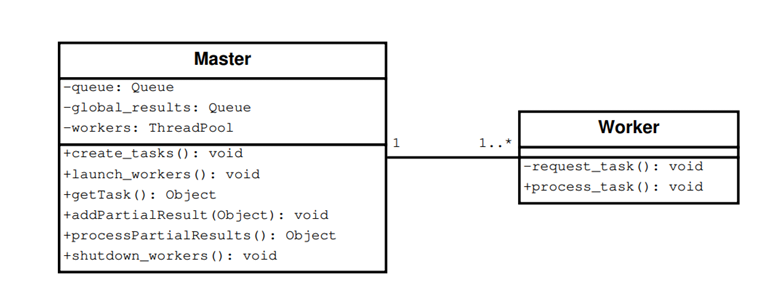 Master
-queue: Queue
-global_results: Queue
-workers: ThreadPool
+create_tasks(): void
+launch_workers(): void
+getTask(): Object
+addPartialResult(Object): void
+processPartialResults(): Object
+shutdown_workers(): void
1
1..*
Worker
-request_task(): void
+process_task(): void